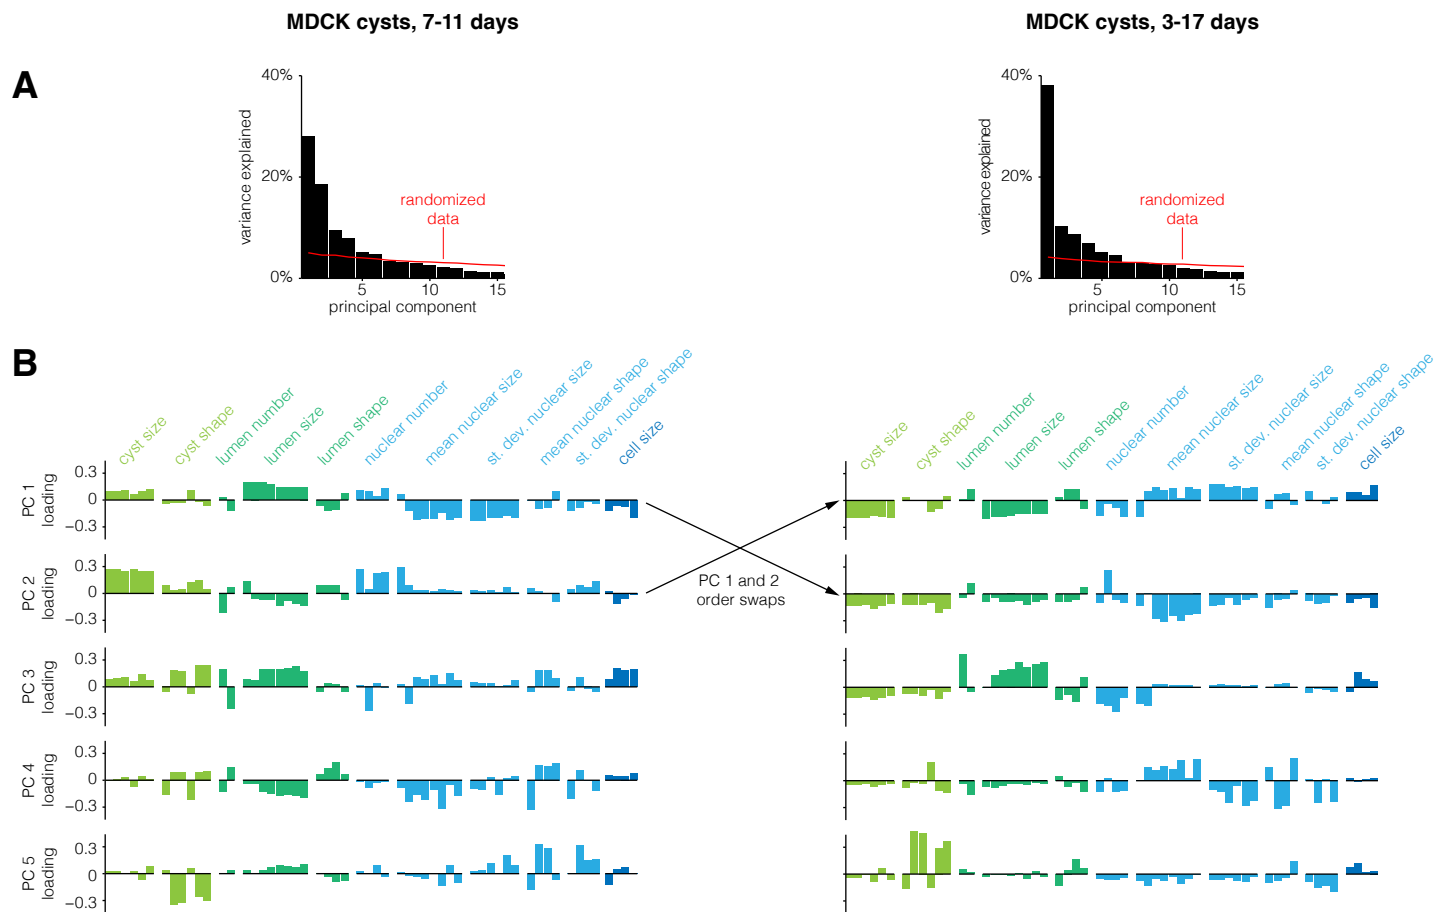 MDCK cysts, 7-11 days
MDCK cysts, 3-17 days
A
40%
20%
0%
variance explained
randomized
data
5
10
15
principal component
40%
20%
0%
variance explained
randomized
data
5
10
15
principal component
B
cyst size
cyst shape
lumen number
lumen size
lumen shape
nuclear number
mean nuclear size
st. dev. nuclear size
mean nuclear shape
st. dev. nuclear shape
cell size
cyst size
cyst shape
lumen number
lumen size
lumen shape
nuclear number
mean nuclear size
st. dev. nuclear size
mean nuclear shape
st. dev. nuclear shape
cell size
PC 1
loading
0.3
0
−0.3
PC 2
loading
0.3
0
−0.3
PC 1 and 2
order swaps
PC 3
loading
0.3
0
−0.3
PC 4
loading
0.3
0
−0.3
PC 5
loading
0.3
0
−0.3